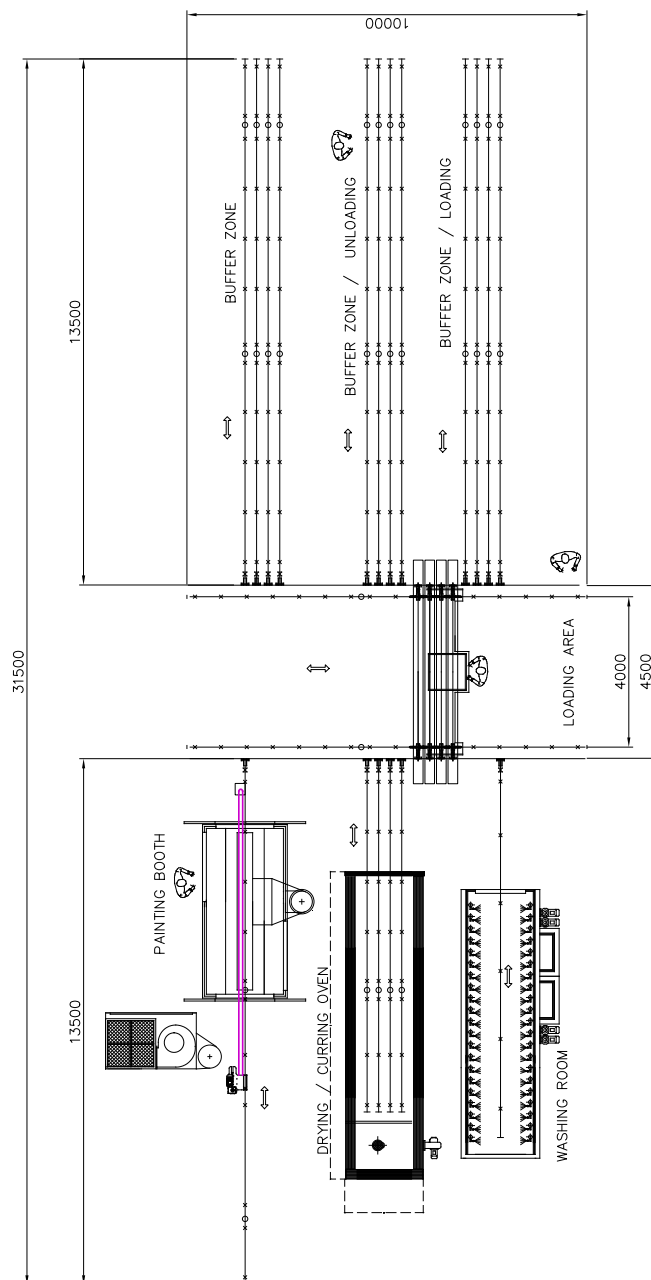 10000
BUFFER ZONE
BUFFER ZONE / UNLOADING
BUFFER ZONE / LOADING
13500
31500
LOADING AREA
4000
4500
PAINTING BOOTH
DRYING / CURRING OVEN
WASHING ROOM
13500